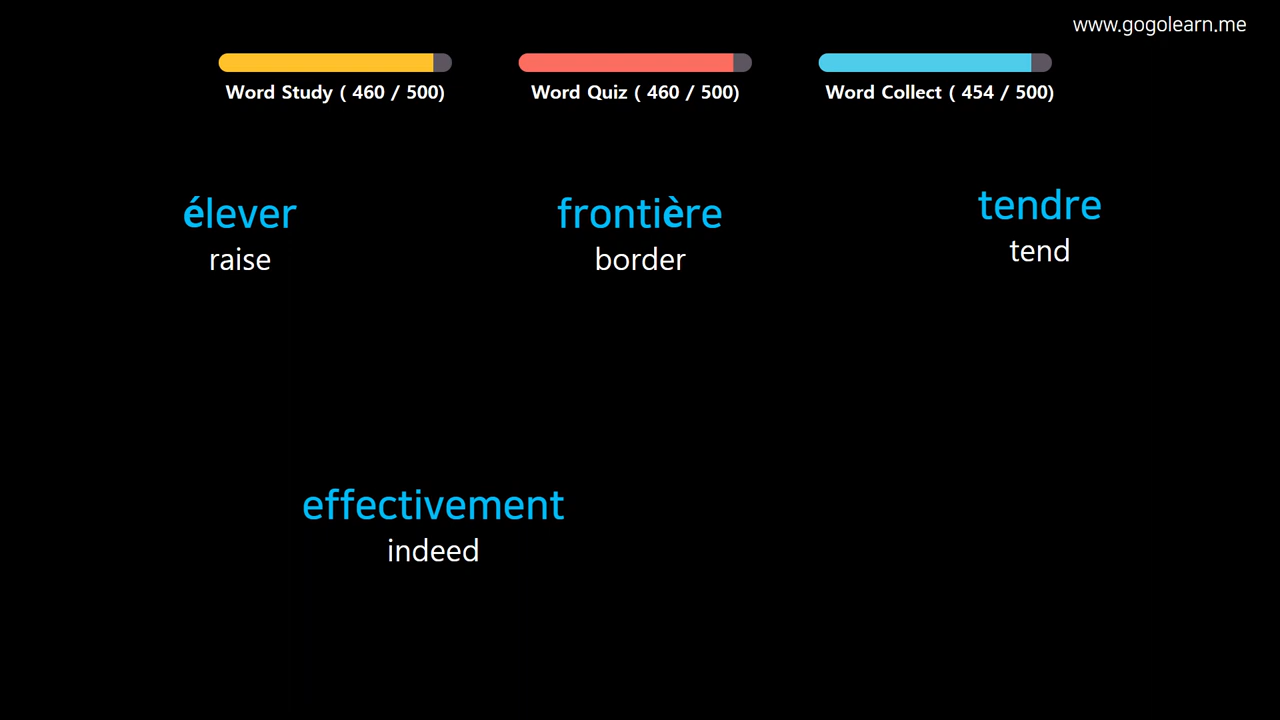 www.gogolearn.me
Word Study ( 460 / 500)
Word Quiz ( 460 / 500)
Word Collect ( 454 / 500)
élever
raise
frontière
border
tendre
tend
effectivement
indeed